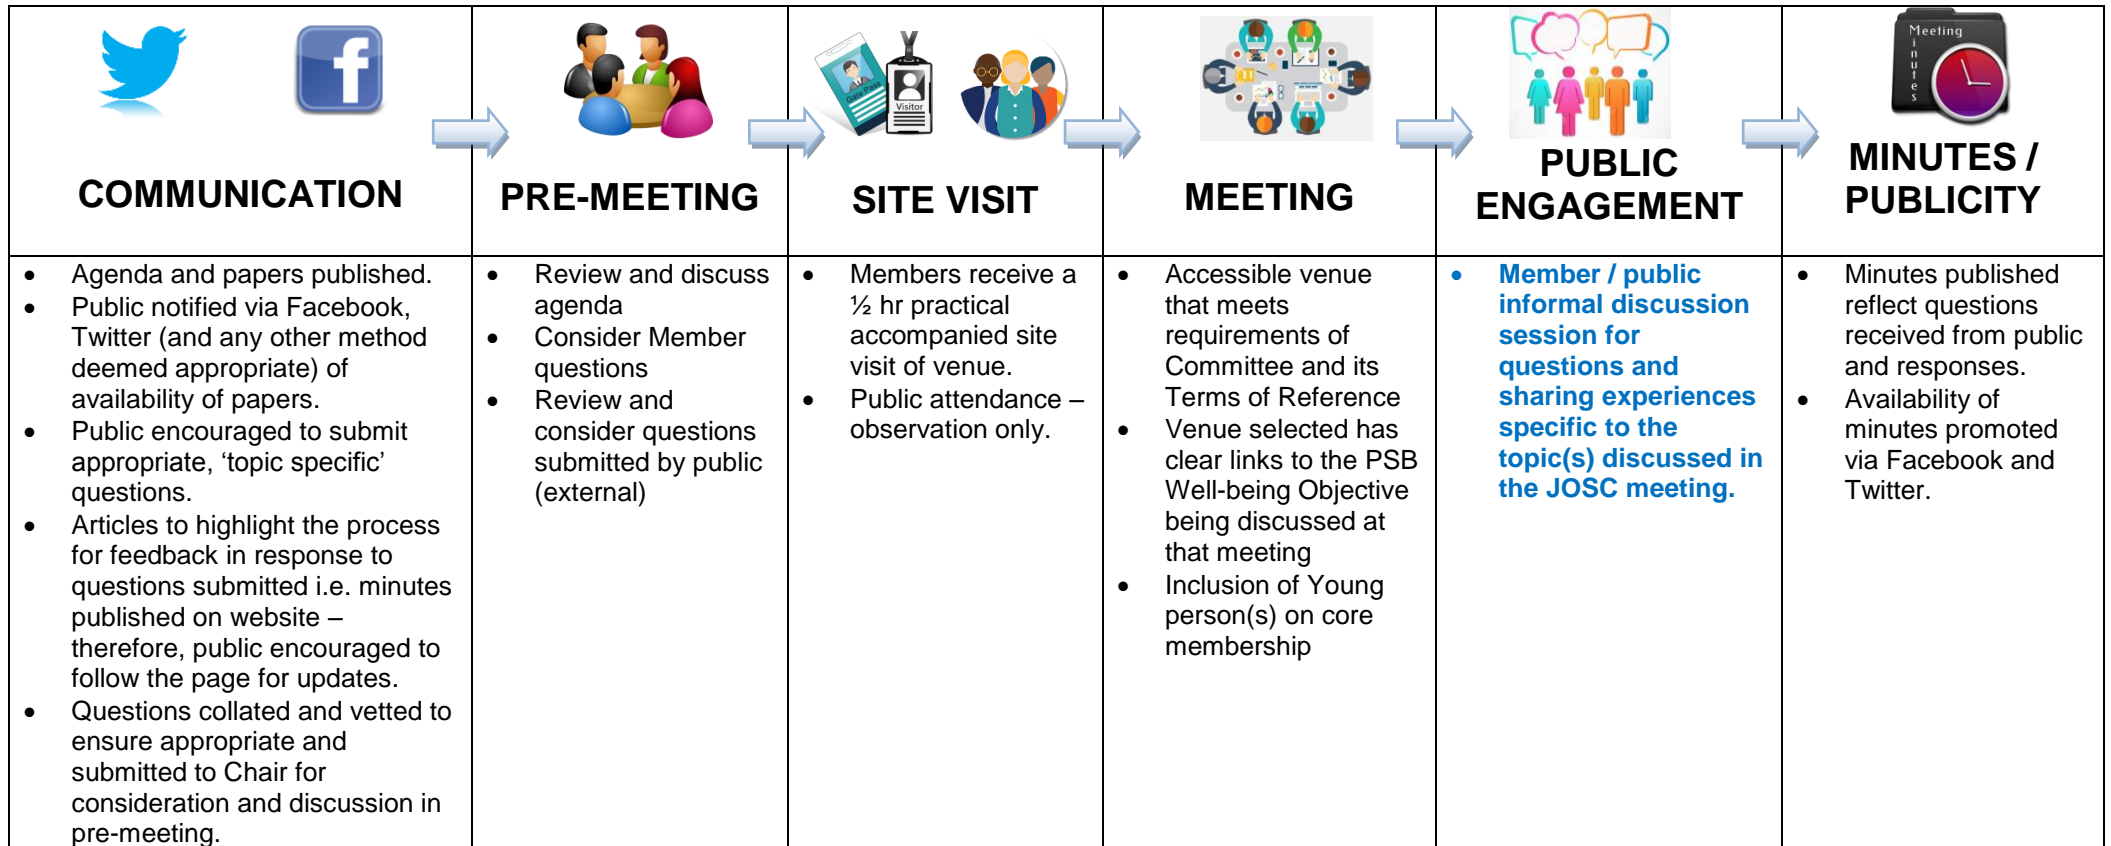 Gate Pass
Visitor
Meeting
Minutes
COMMUNICATION
PRE-MEETING
SITE VISIT
MEETING
PUBLIC
ENGAGEMENT
MINUTES /
PUBLICITY
• Agenda and papers published.
• Public notified via Facebook,
Twitter (and any other method
deemed appropriate) of
availability of papers.
• Public encouraged to submit
appropriate, ‘topic specific’
questions.
• Articles to highlight the process
for feedback in response to
questions submitted i.e. minutes
published on website –
therefore, public encouraged to
follow the page for updates.
• Questions collated and vetted to
ensure appropriate and
submitted to Chair for
consideration and discussion in
pre-meeting.
• Review and discuss
agenda
• Consider Member
questions
• Review and
consider questions
submitted by public
(external)
• Members receive a
½ hr practical
accompanied site
visit of venue.
• Public attendance –
observation only.
• Accessible venue
that meets
requirements of
Committee and its
Terms of Reference
• Venue selected has
clear links to the PSB
Well-being Objective
being discussed at
that meeting
• Inclusion of Young
person(s) on core
membership
• Member / public
informal discussion
session for
questions and
sharing experiences
specific to the
topic(s) discussed in
the JOSC meeting.
• Minutes published
reflect questions
received from public
and responses.
• Availability of
minutes promoted
via Facebook and
Twitter.